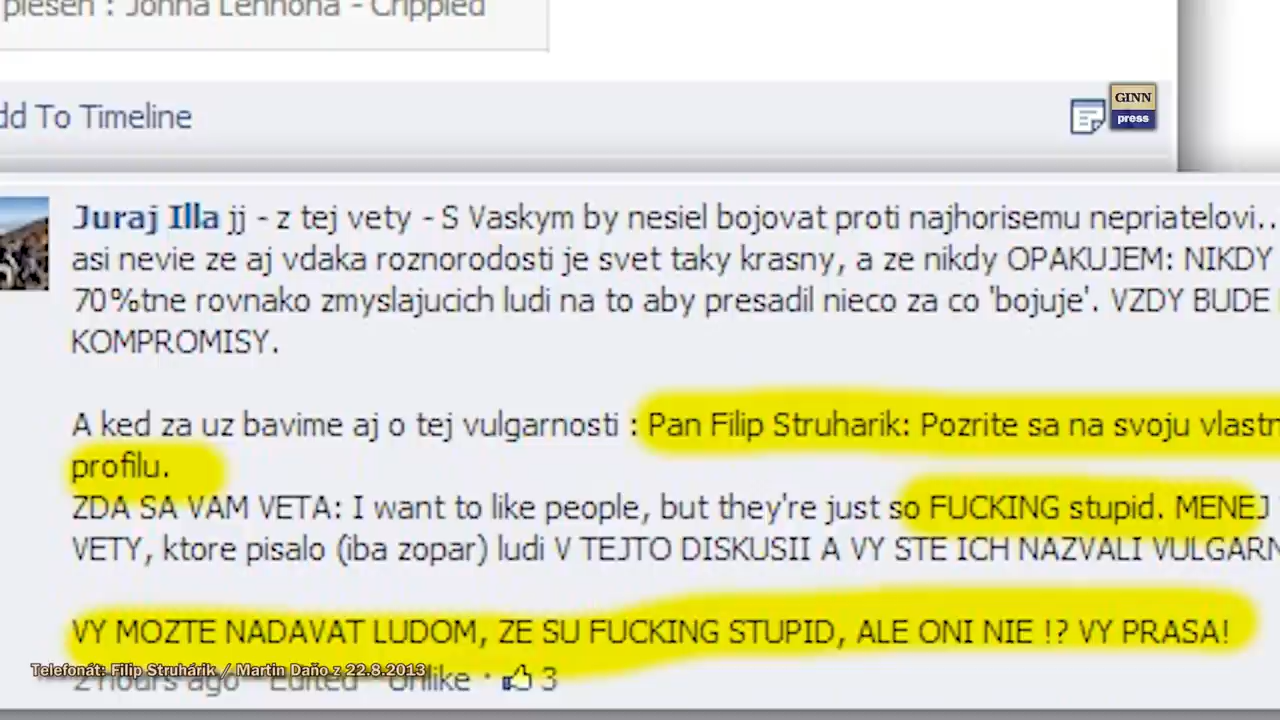 plesen : Johna Lennona - Crippled
dd To Timeline
GINN
press
Juraj Illa jj - z tej vety - S Vaskym by nesiel bojovat proti najhorisemu nepriatelovi..
asi nevie ze aj vdaka roznorodosti je svet taky krasny, a ze nikdy OPAKUJEM: NIKDY
70%tne rovnako zmyslajucich ludi na to aby presadil nieco za co 'bojuje'. VZDY BUDE
KOMPROMISY.
A ked za uz bavime aj o tej vulgarnosti : Pan Filip Struharik: Pozrite sa na svoju vlastn
profilu.
ZDA SA VAM VETA: I want to like people, but they're just so FUCKING stupid. MENEJ
VETY, ktore pisalo (iba zopar) ludi V TEJTO DISKUSII A VY STE ICH NAZVALI VULGARN
VY MOZTE NADAVAT LUDOM, ZE SU FUCKING STUPID, ALE ONI NIE !? VY PRASA!
Telefonát: Filip Struhárik / Martin Daňo z 22.8.2013
2 hours ago · Edited · Unlike · 3